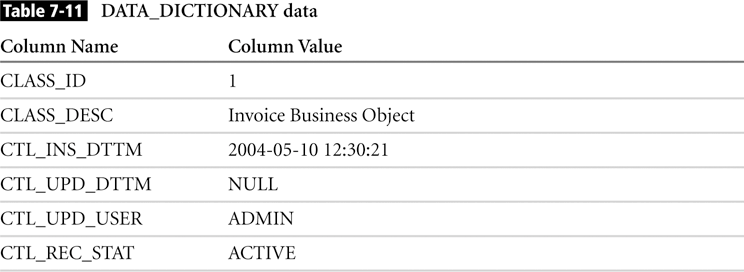 Table 7-11 DATA_DICTIONARY data
Column Name Column Value
CLASS_ID 1
CLASS_DESC Invoice Business Object
CTL_INS_DTTM 2004-05-10 12:30:21
CTL_UPD_DTTM NULL
CTL_UPD_USER ADMIN
CTL_REC_STAT ACTIVE